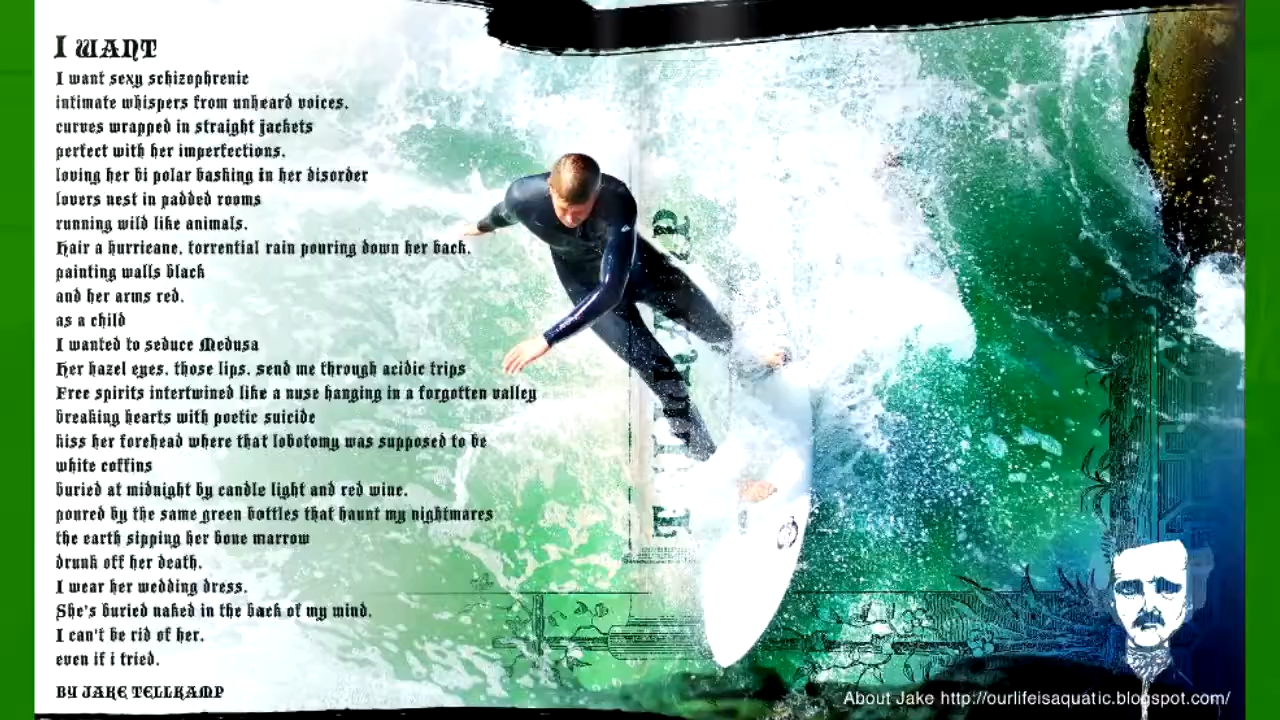 I WANT
I want sexy schizophrenic
intimate whispers from unheard voices.
curves wrapped in straight jackets
perfect with her imperfections.
loving her bi polar basking in her disorder
lovers nest in padded rooms
running wild like animals.
Hair a hurricane, torrential rain pouring down her back,
painting walls black
and her arms red.
as a child
I wanted to seduce Medusa
Her hazel eyes, those lips, send me through acidic trips
Free spirits intertwined like a nuse hanging in a forgotten valley
breaking hearts with poetic suicide
kiss her forehead where that lobotomy was supposed to be
white coffins
buried at midnight by candle light and red wine.
poured by the same green bottles that haunt my nightmares
the earth sipping her bone marrow
drunk off her death.
I wear her wedding dress.
She's buried naked in the back of my mind.
I can't be rid of her.
even if i tried.
BY JAKE TELLKAMP
About Jake http://ourlifeisaquatic.blogspot.com/